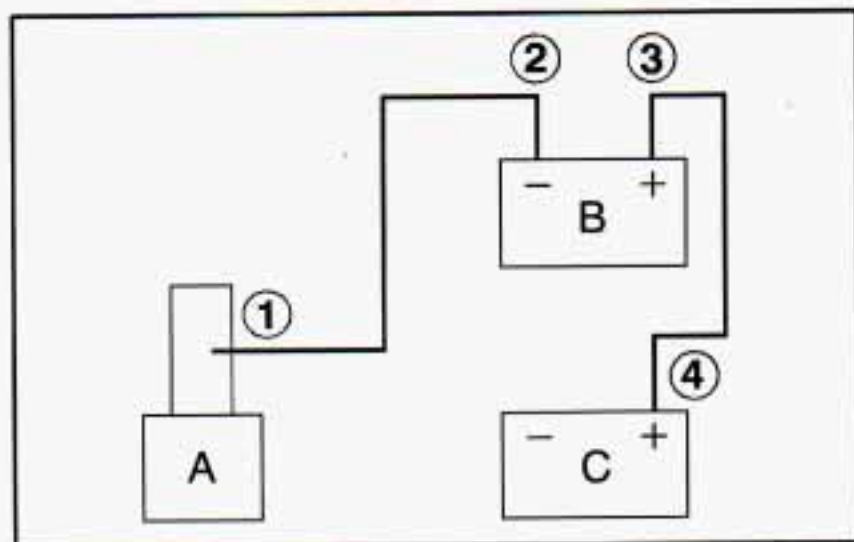 ② ③
− +
B
①
④
− +
A C